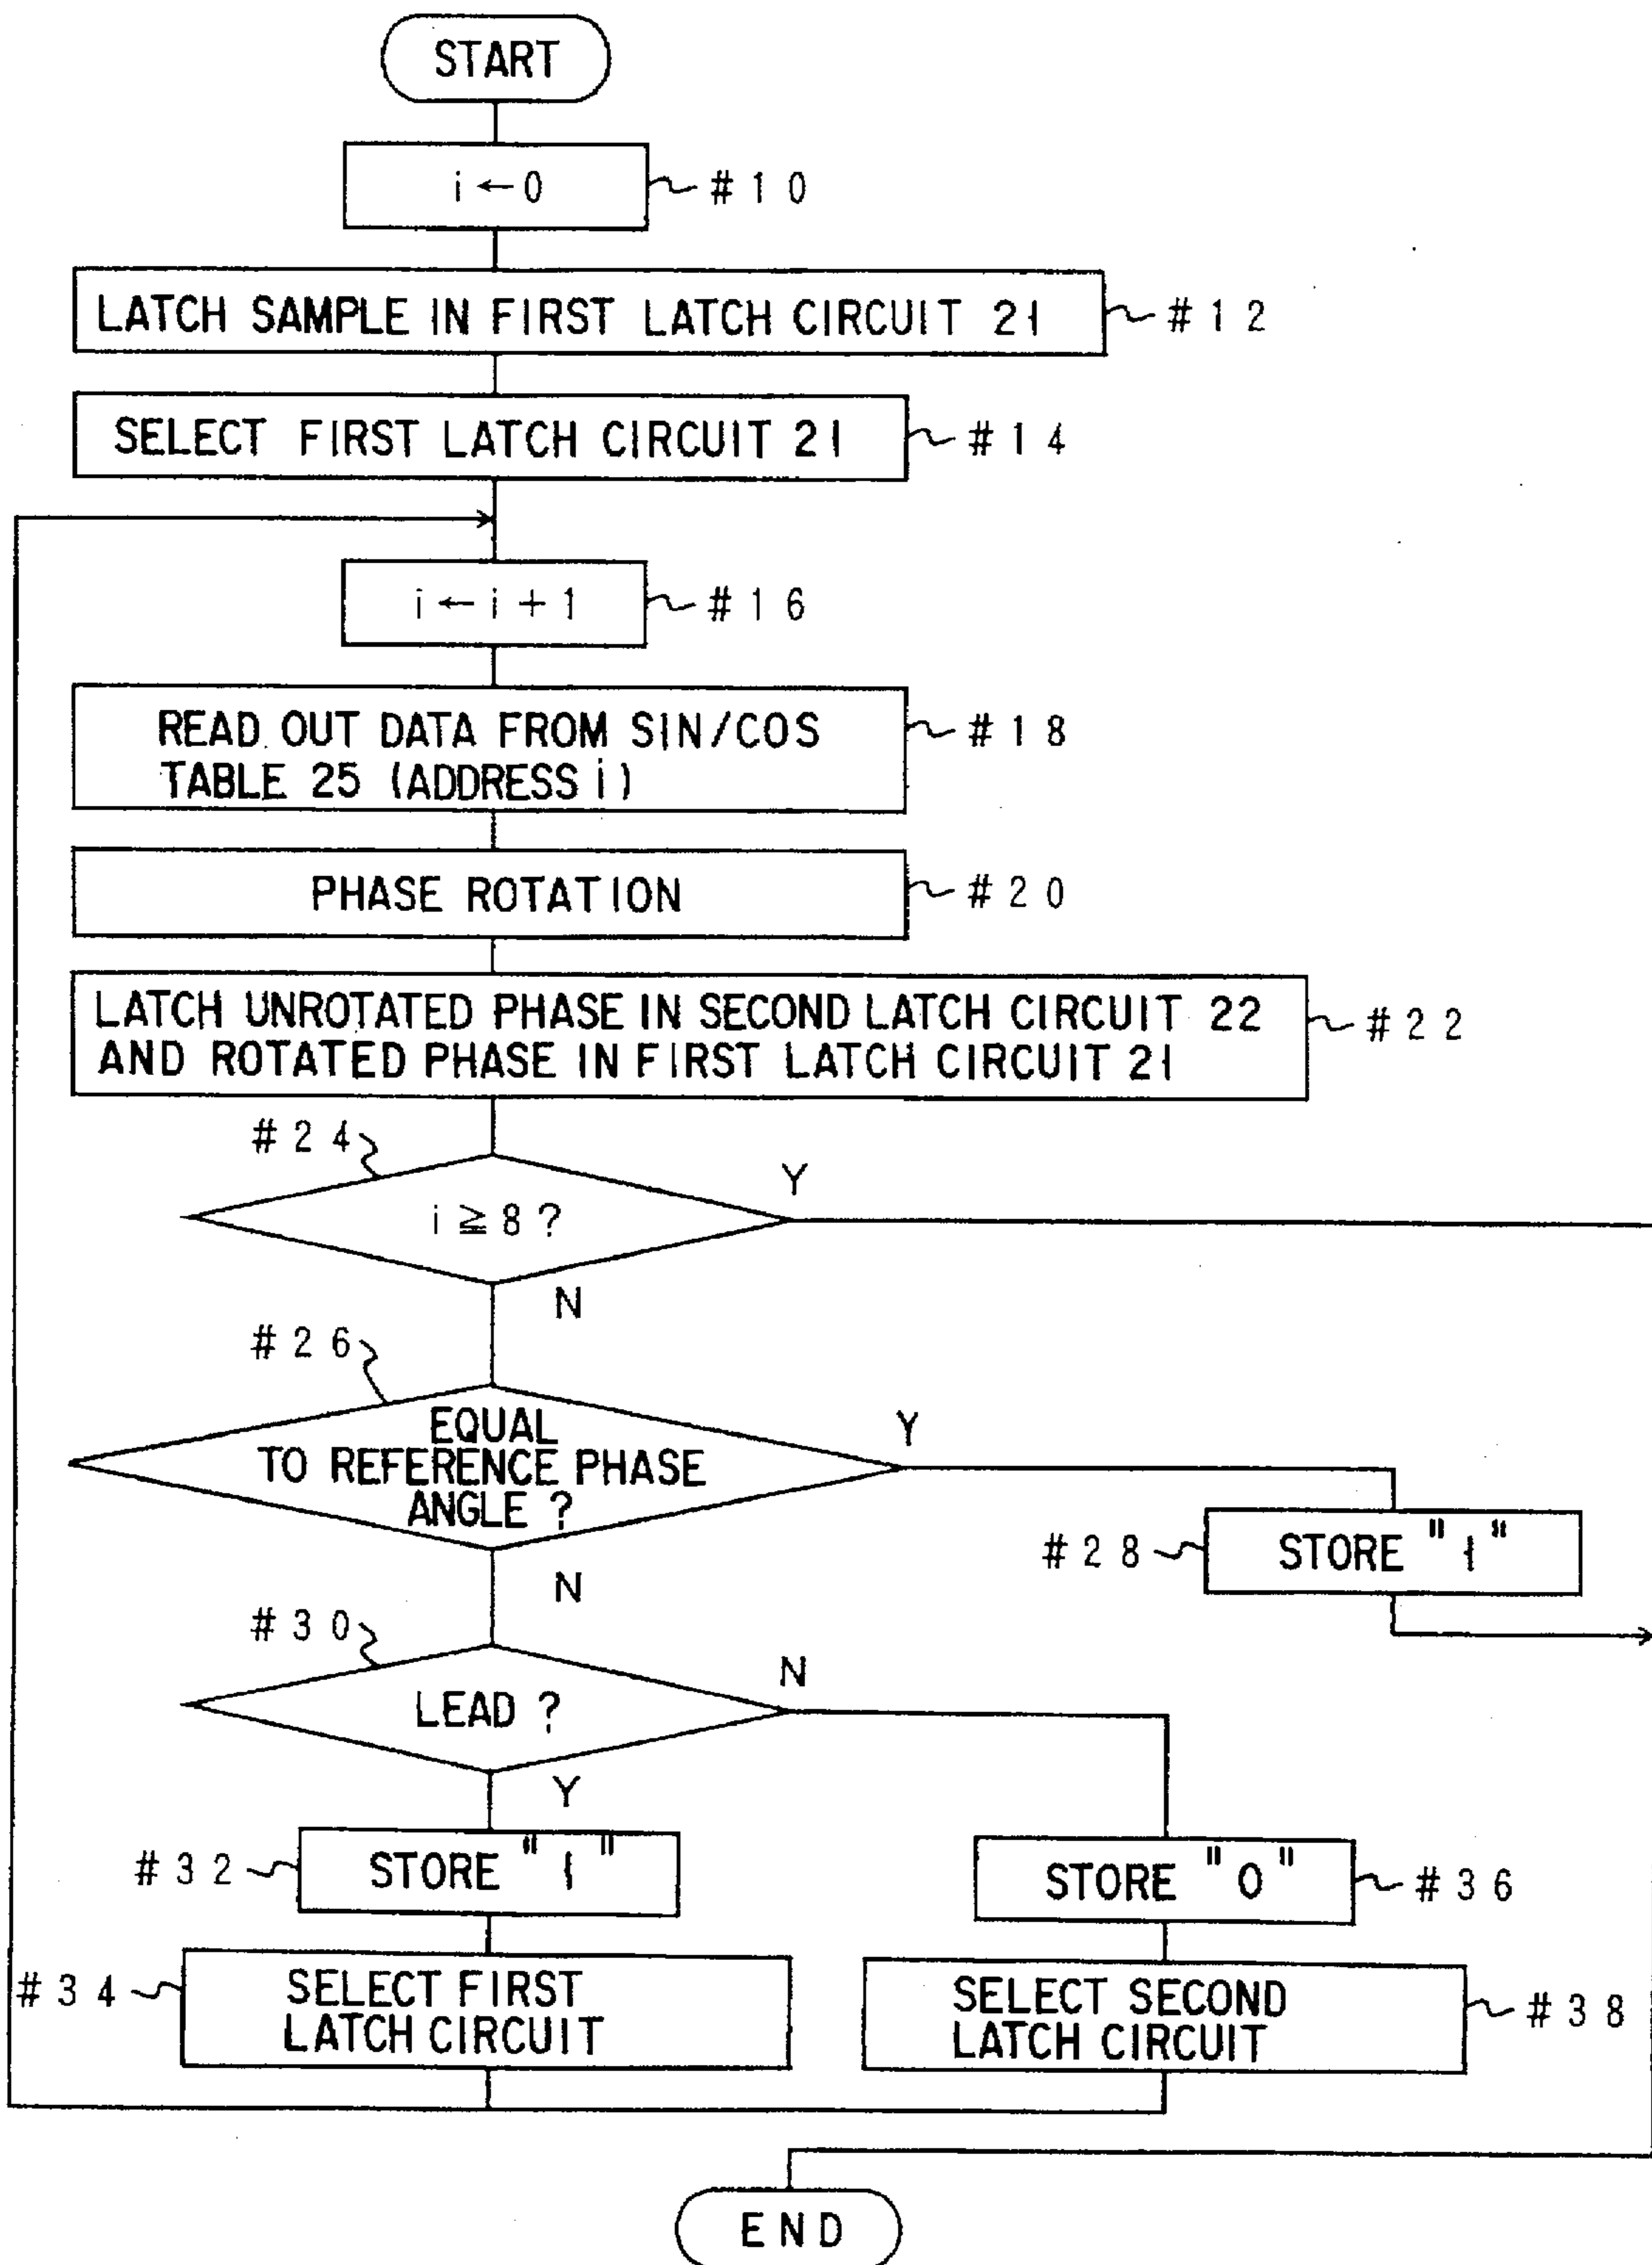 START
i ← 0
# 10
LATCH SAMPLE IN FIRST LATCH CIRCUIT 21
# 12
SELECT FIRST LATCH CIRCUIT 21
# 14
i ← i + 1
# 16
READ OUT DATA FROM SIN/COS
TABLE 25 (ADDRESS i)
# 18
PHASE ROTATION
# 20
LATCH UNROTATED PHASE IN SECOND LATCH CIRCUIT 22
AND ROTATED PHASE IN FIRST LATCH CIRCUIT 21
# 22
# 24
i ≧ 8 ?
Y
N
# 26
EQUAL
TO REFERENCE PHASE
ANGLE ?
Y
N
# 28
STORE "1"
# 30
LEAD ?
N
Y
# 32
STORE "1"
STORE "0"
# 36
# 34
SELECT FIRST
LATCH CIRCUIT
SELECT SECOND
LATCH CIRCUIT
# 38
END